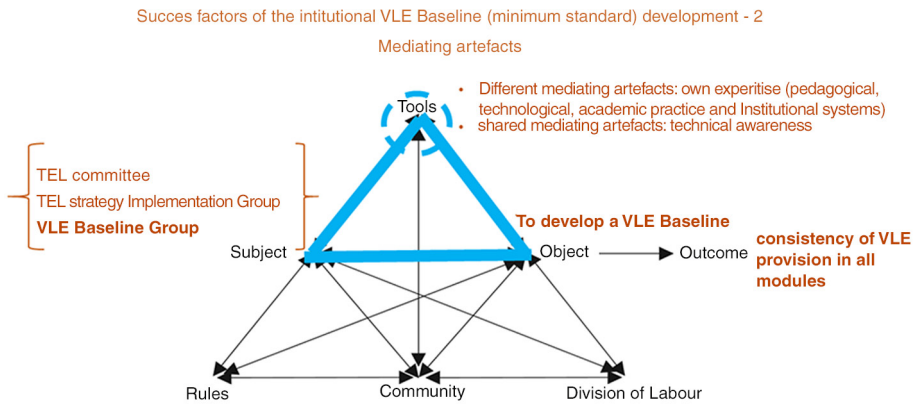 Succes factors of the intitutional VLE Baseline (minimum standard) development - 2
Mediating artefacts
• Different mediating artefacts: own experitise (pedagogical,
technological, academic practice and Institutional systems)
• shared mediating artefacts: technical awareness
Tools
TEL committee
TEL strategy Implementation Group
VLE Baseline Group
To develop a VLE Baseline
Subject
Object
Outcome
consistency of VLE
provision in all
modules
Rules
Community
Division of Labour